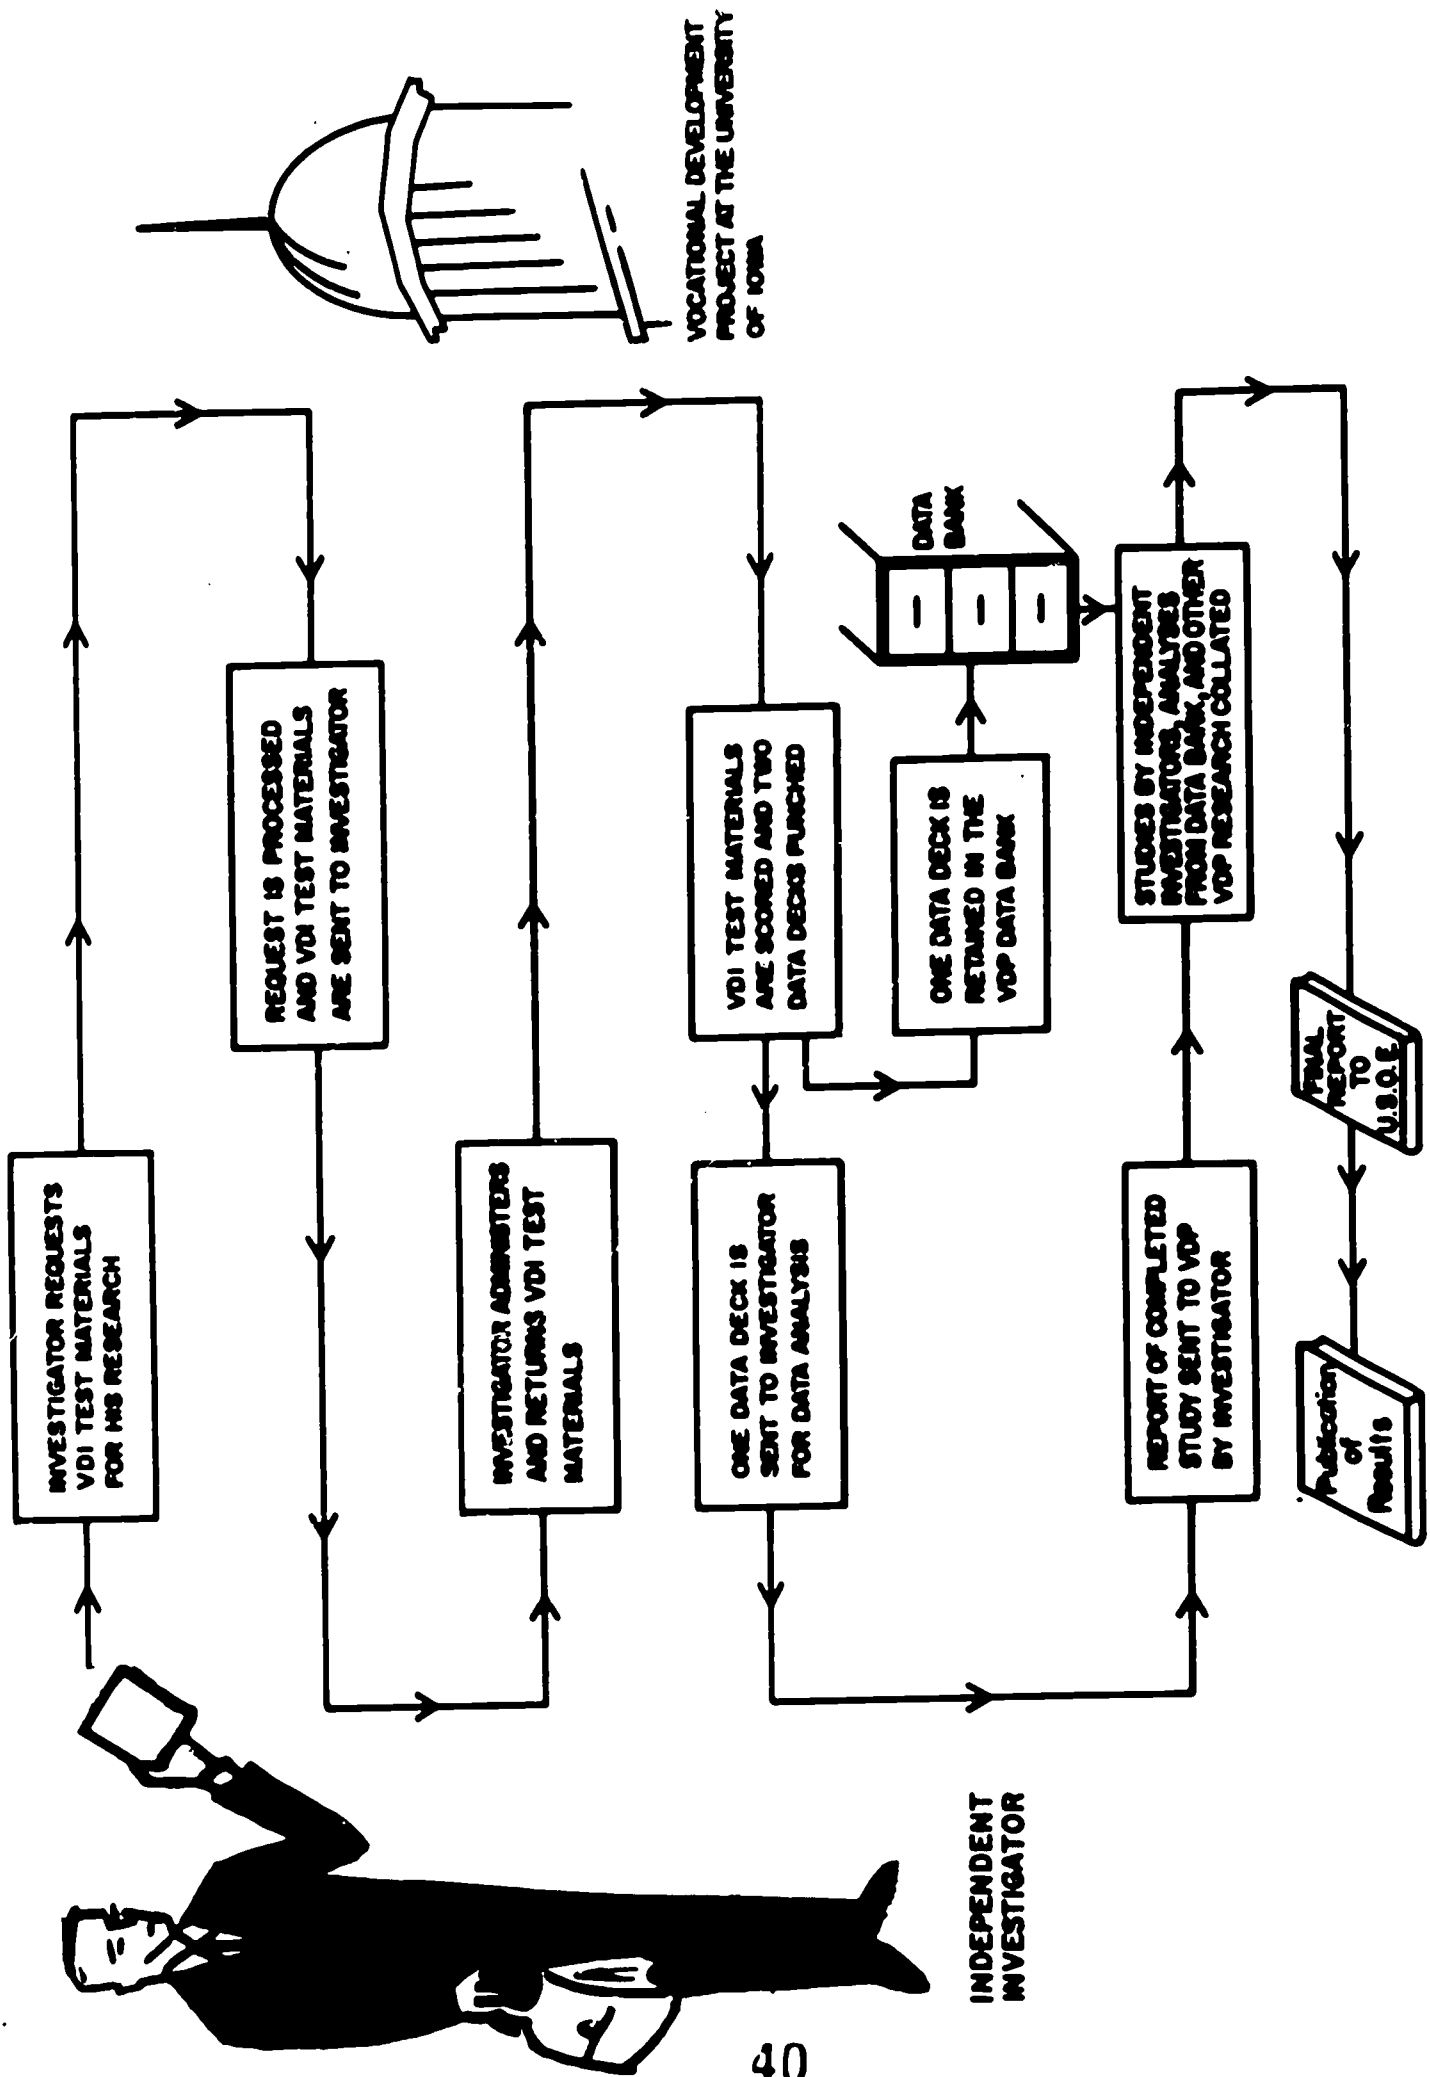 INVESTIGATOR REQUESTS
VDI TEST MATERIALS
FOR HIS RESEARCH
REQUEST IS PROCESSED
AND VDI TEST MATERIALS
ARE SENT TO INVESTIGATOR
INVESTIGATOR ADMINISTERS
AND RETURNS VDI TEST
MATERIALS
VDI TEST MATERIALS
ARE SCORED AND TWO
DATA DECKS PUNCHED
ONE DATA DECK IS
SENT TO INVESTIGATOR
FOR DATA ANALYSIS
ONE DATA DECK IS
RETAINED IN THE
VDP DATA BANK
DATA
BANK
REPORT OF COMPLETED
STUDY SENT TO VDP
BY INVESTIGATOR
STUDIES BY INDEPENDENT
INVESTIGATORS, ANALYSES
FROM DATA BANK, AND OTHER
VDP RESEARCH COLLATED
FINAL
REPORT
TO
U.S.O.E.
Publication
of
Results
INDEPENDENT
INVESTIGATOR
VOCATIONAL DEVELOPMENT
PROJECT AT THE UNIVERSITY
OF IOWA
40